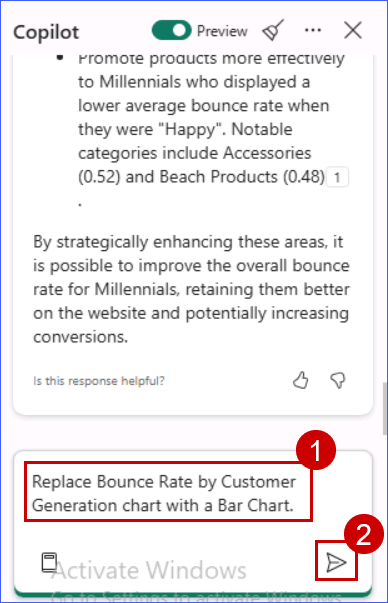 Copilot
Preview
Promote products more effectively
to Millennials who displayed a
lower average bounce rate when
they were "Happy". Notable
categories include Accessories
(0.52) and Beach Products (0.48) 1
.
By strategically enhancing these areas, it
is possible to improve the overall bounce
rate for Millennials, retaining them better
on the website and potentially increasing
conversions.
Is this response helpful?
1
Replace Bounce Rate by Customer
Generation chart with a Bar Chart.
2
Activate Windows
Go to Settings to activate Windows